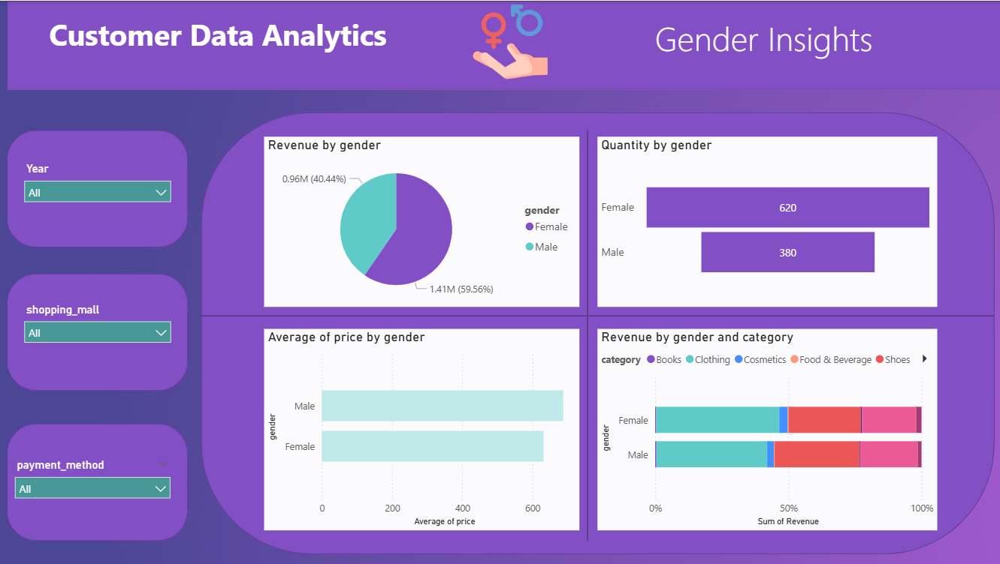 Customer Data Analytics
Gender Insights
Year
All
shopping_mall
All
payment_method
All
Revenue by gender
0.96M (40.44%)
1.41M (59.56%)
gender
Female
Male
Quantity by gender
Female
620
Male
380
Average of price by gender
gender
Male
Female
0 200 400 600
Average of price
Revenue by gender and category
category Books Clothing Cosmetics Food & Beverage Shoes
gender
Female
Male
0% 50% 100%
Sum of Revenue